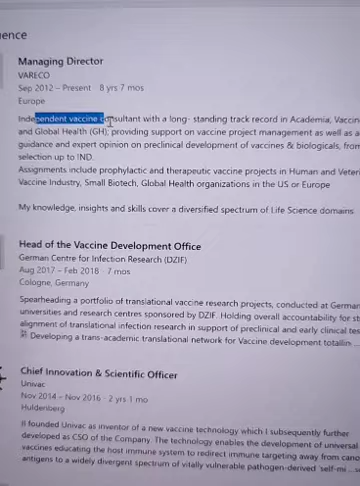 ience
Managing Director
VARECO
Sep 2012 – Present · 8 yrs 7 mos
Europe
Independent vaccine consultant with a long- standing track record in Academia, Vaccin
and Global Health (GH); providing support on vaccine project management as well as a
guidance and expert opinion on preclinical development of vaccines & biologicals, from
selection up to IND.
Assignments include prophylactic and therapeutic vaccine projects in Human and Veteri
Vaccine Industry, Small Biotech, Global Health organizations in the US or Europe
My knowledge, insights and skills cover a diversified spectrum of Life Science domains
Head of the Vaccine Development Office
German Centre for Infection Research (DZIF)
Aug 2017 – Feb 2018 · 7 mos
Cologne, Germany
Spearheading a portfolio of translational vaccine research projects, conducted at German
universities and research centres sponsored by DZIF. Holding overall accountability for st
alignment of translational infection research in support of preclinical and early clinical tes
Developing a trans-academic translational network for Vaccine development totallin ...
Chief Innovation & Scientific Officer
Univac
Nov 2014 – Nov 2016 · 2 yrs 1 mo
Huldenberg
II founded Univac as inventor of a new vaccine technology which I subsequently further
developed as CSO of the Company. The technology enables the development of universal
vaccines educating the host immune system to redirect immune targeting away from cano
antigens to a widely divergent spectrum of vitally vulnerable pathogen-derived 'self-mi ...